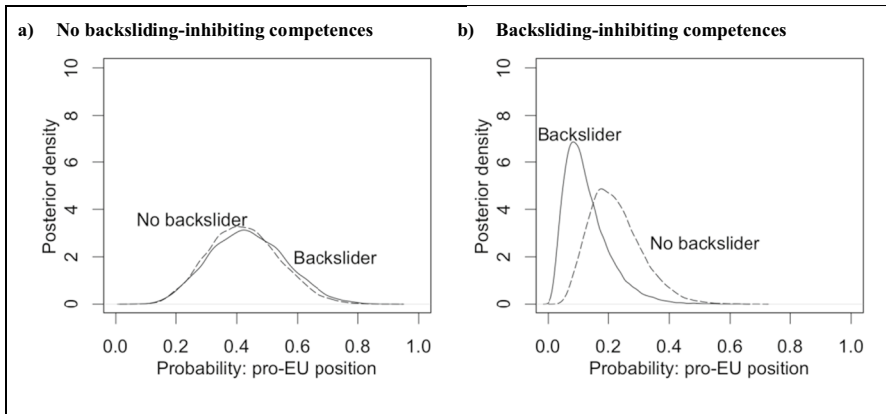 a) No backsliding-inhibiting competences
10
8
6
4
2
0
Posterior density
No backslider
Backslider
0.0 0.2 0.4 0.6 0.8 1.0
Probability: pro-EU position
b) Backsliding-inhibiting competences
10
8
6
4
2
0
Posterior density
Backslider
No backslider
0.0 0.2 0.4 0.6 0.8 1.0
Probability: pro-EU position